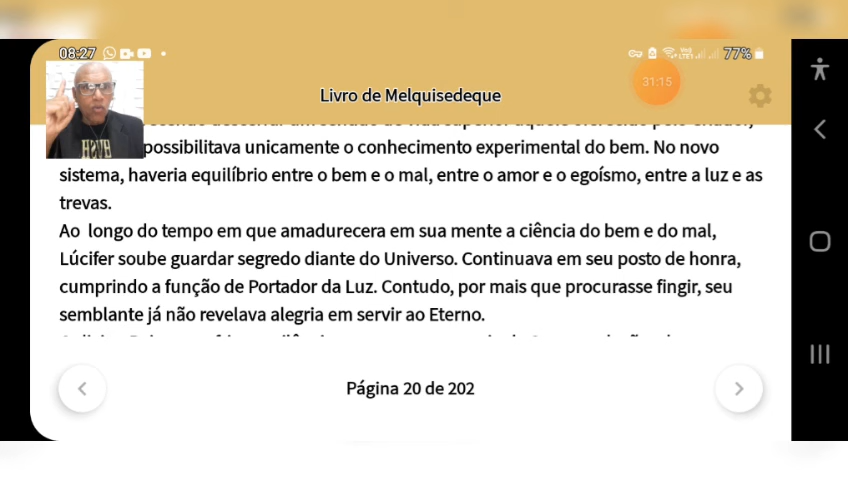 08:27
77%
31:15
Livro de Melquisedeque
possibilitava unicamente o conhecimento experimental do bem. No novo
sistema, haveria equilíbrio entre o bem e o mal, entre o amor e o egoísmo, entre a luz e as
trevas.
Ao longo do tempo em que amadurecera em sua mente a ciência do bem e do mal,
Lúcifer soube guardar segredo diante do Universo. Continuava em seu posto de honra,
cumprindo a função de Portador da Luz. Contudo, por mais que procurasse fingir, seu
semblante já não revelava alegria em servir ao Eterno.
Página 20 de 202